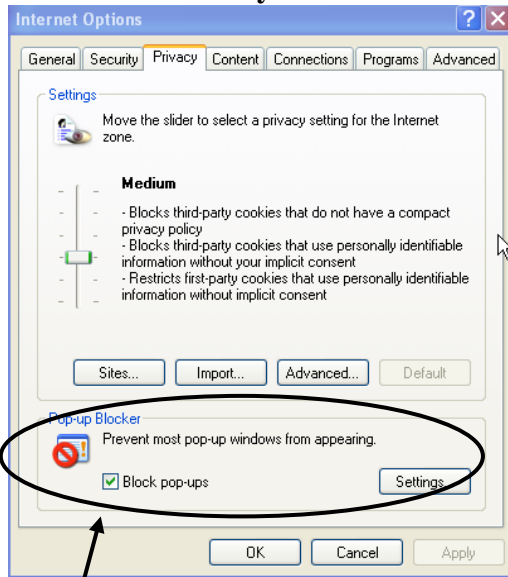 Internet Options
General Security Privacy Content Connections Programs Advanced
Settings
Move the slider to select a privacy setting for the Internet
zone.
Medium
- Blocks third-party cookies that do not have a compact
privacy policy
- Blocks third-party cookies that use personally identifiable
information without your implicit consent
- Restricts first-party cookies that use personally identifiable
information without implicit consent
Sites... Import... Advanced... Default
Pop-up Blocker
Prevent most pop-up windows from appearing.
Block pop-ups Settings...
OK Cancel Apply